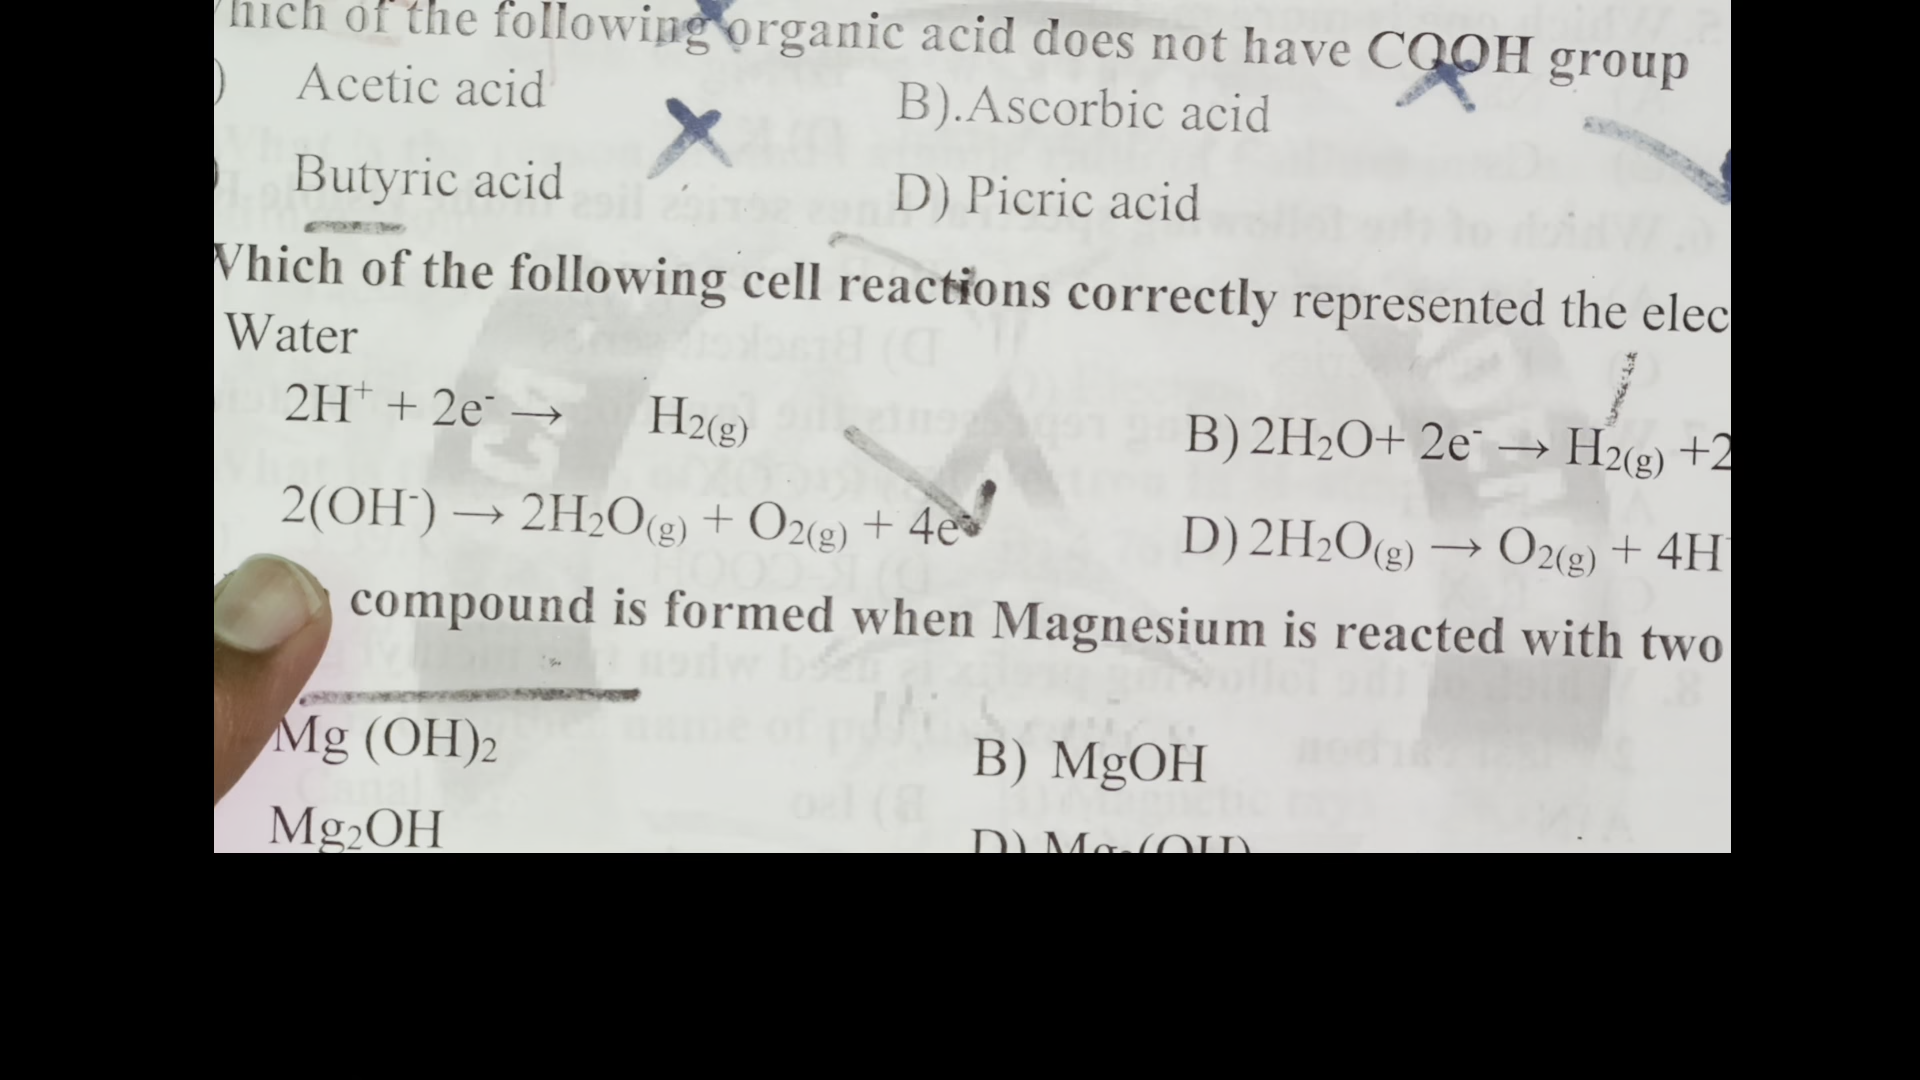 hich of the following organic acid does not have COOH group
) Acetic acid B).Ascorbic acid
) Butyric acid D) Picric acid
Which of the following cell reactions correctly represented the elec
Water
2H⁺ + 2e⁻ → H₂(g) B) 2H₂O+ 2e⁻ → H₂(g) +2
2(OH⁻) → 2H₂O(g) + O₂(g) + 4e⁻ D) 2H₂O(g) → O₂(g) + 4H
compound is formed when Magnesium is reacted with two
Mg (OH)₂ B) MgOH
Mg₂OH D)